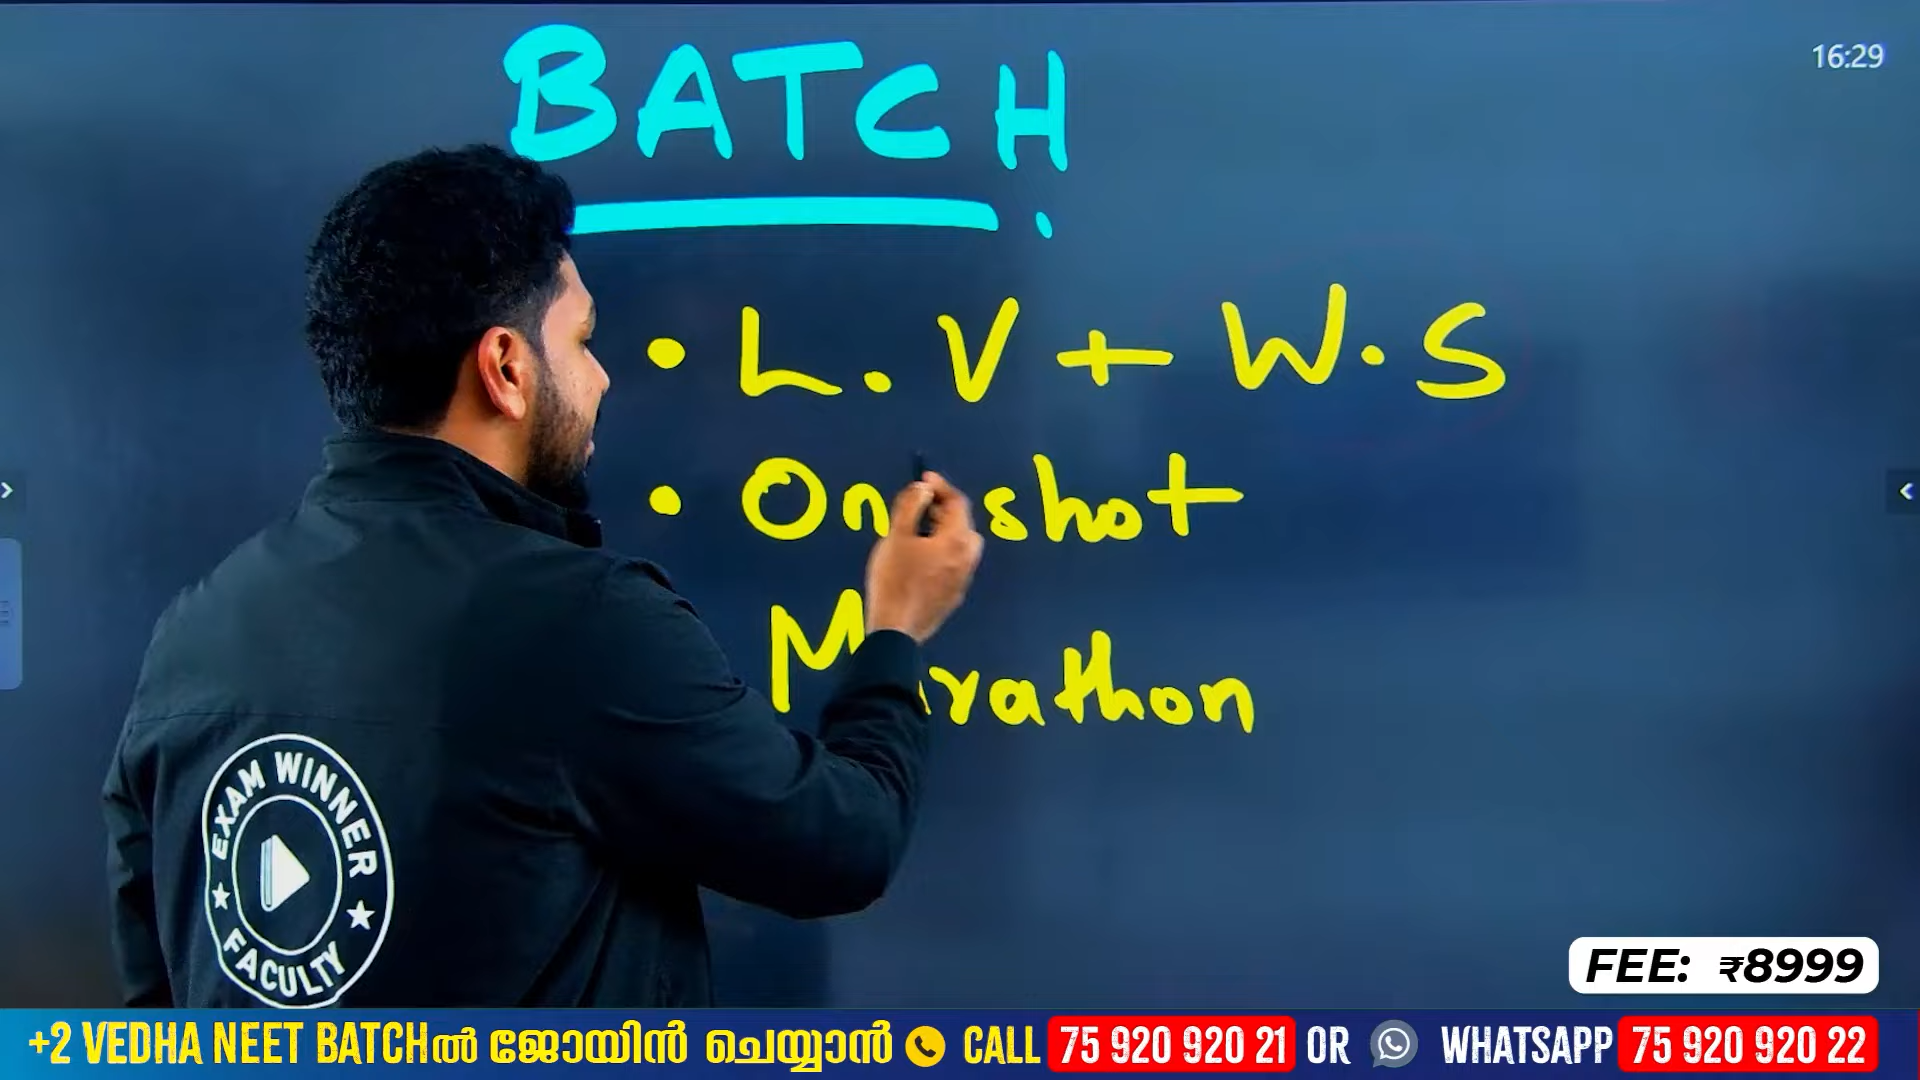 BATCH
16:29
• L.V + W.S
• On shot
rathon
EXAM WINNER
FACULTY
FEE: ₹8999
+2 VEDHA NEET BATCHൽ ജോയിൻ ചെയ്യാൻ CALL 75 920 920 21 OR WHATSAPP 75 920 920 22